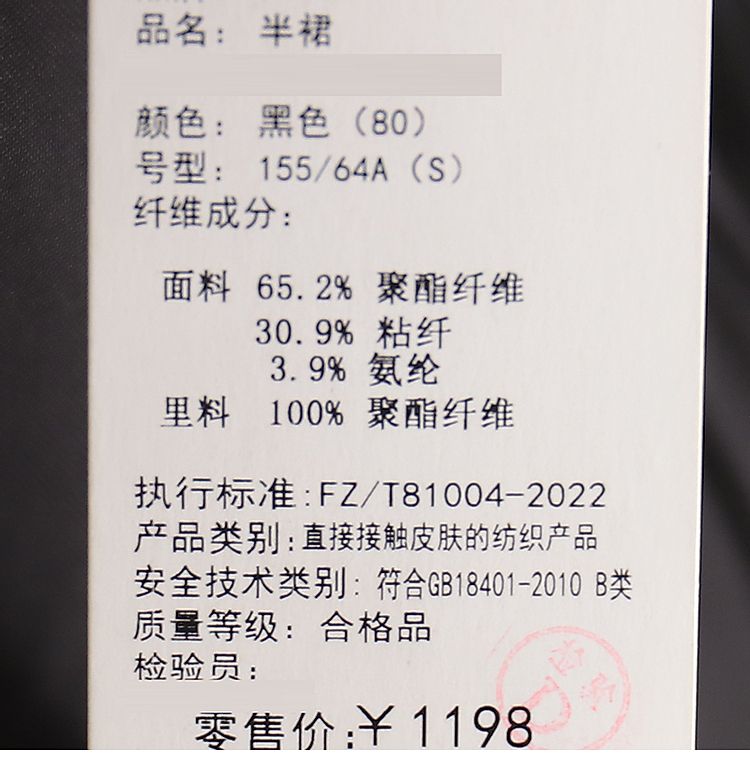 品名: 半裙
颜色: 黑色 (80)
号型: 155/64A (S)
纤维成分:
面料 65.2% 聚酯纤维
30.9% 粘纤
3.9% 氨纶
里料 100% 聚酯纤维
执行标准:FZ/T81004-2022
产品类别:直接接触皮肤的纺织产品
安全技术类别: 符合GB18401-2010 B类
质量等级: 合格品
检验员:
零售价:￥1198